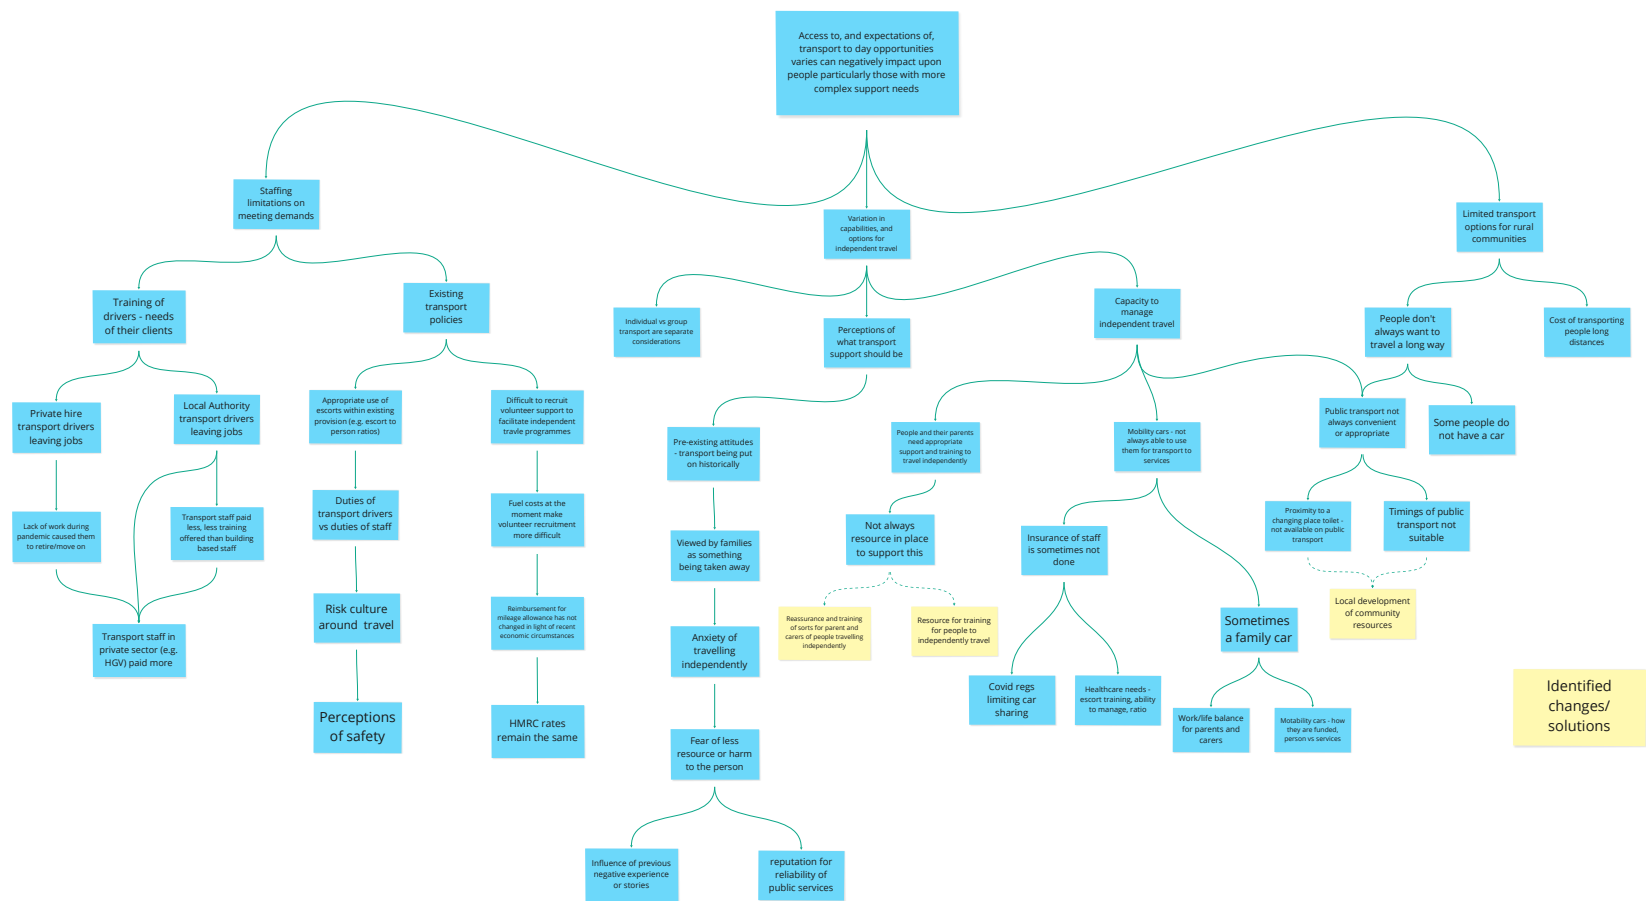 Access to, and expectations of,
transport to day opportunities
varies can negatively impact upon
people particularly those with more
complex support needs
Staffing
limitations on
meeting demands
Variation in
capabilities, and
options for
independent travel
Limited transport
options for rural
communities
Training of
drivers - needs
of their clients
Existing
transport
policies
Individual vs group
transport are separate
considerations
Perceptions of
what transport
support should be
Capacity to
manage
independent travel
People don't
always want to
travel a long way
Cost of transporting
people long
distances
Private hire
transport drivers
leaving jobs
Local Authority
transport drivers
leaving jobs
Appropriate use of
escorts within existing
provision (e.g. escort to
person ratios)
Difficult to recruit
volunteer support to
facilitate independent
travle programmes
Pre-existing attitudes
- transport being put
on historically
People and their parents
need appropriate
support and training to
travel independently
Mobility cars - not
always able to use
them for transport to
services
Public transport not
always convenient
or appropriate
Some people do
not have a car
Lack of work during
pandemic caused them
to retire/move on
Transport staff paid
less, less training
offered than building
based staff
Duties of
transport drivers
vs duties of staff
Fuel costs at the
moment make
volunteer recruitment
more difficult
Viewed by families
as something
being taken away
Not always
resource in place
to support this
Insurance of staff
is sometimes not
done
Proximity to a
changing place toilet -
not available on public
transport
Timings of public
transport not
suitable
Transport staff in
private sector (e.g.
HGV) paid more
Risk culture
around travel
Reimbursement for
mileage allowance has not
changed in light of recent
economic circumstances
Anxiety of
travelling
independently
Reassurance and training
of sorts for parent and
carers of people travelling
independently
Resource for training
for people to
independently travel
Sometimes
a family car
Local development
of community
resources
Perceptions
of safety
HMRC rates
remain the same
Fear of less
resource or harm
to the person
Covid regs
limiting car
sharing
Healthcare needs -
escort training, ability
to manage, ratio
Work/life balance
for parents and
carers
Motability cars - how
they are funded,
person vs services
Identified
changes/
solutions
Influence of previous
negative experience
or stories
reputation for
reliability of
public services